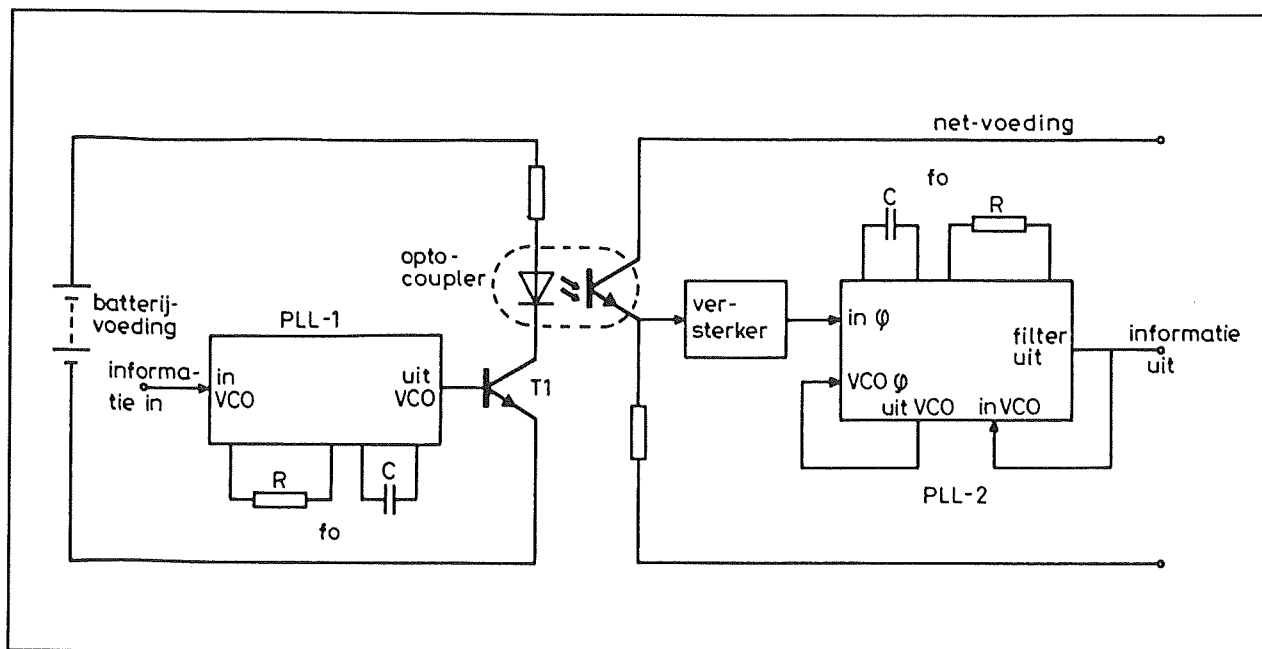 net-voeding
fo
C
R
opto-
coupler
batterij-
voeding
PLL-1
informa-
tie in
in
VCO
uit
VCO
T1
R
C
fo
ver-
sterker
in φ
filter
uit
VCO φ
uit VCO
in VCO
informatie
uit
PLL-2